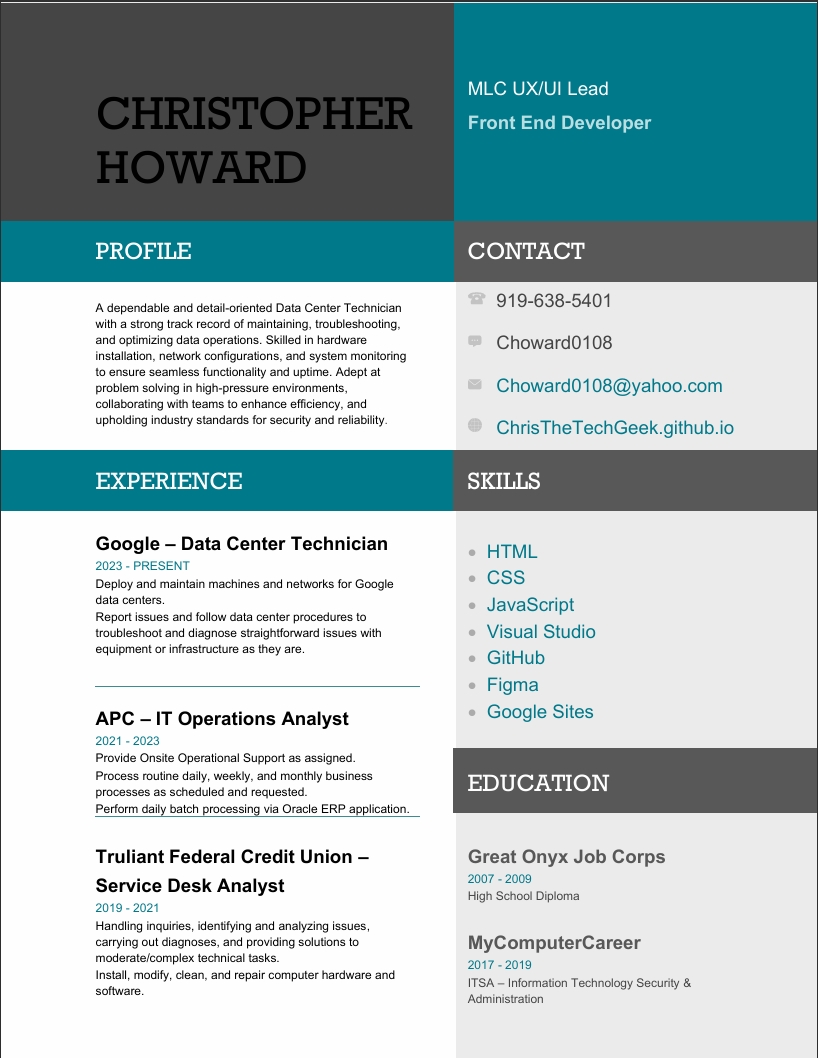 CHRISTOPHER
HOWARD
MLC UX/UI Lead
Front End Developer
PROFILE
A dependable and detail-oriented Data Center Technician
with a strong track record of maintaining, troubleshooting,
and optimizing data operations. Skilled in hardware
installation, network configurations, and system monitoring
to ensure seamless functionality and uptime. Adept at
problem solving in high-pressure environments,
collaborating with teams to enhance efficiency, and
upholding industry standards for security and reliability.
CONTACT
919-638-5401
Choward0108
Choward0108@yahoo.com
ChrisTheTechGeek.github.io
EXPERIENCE
Google – Data Center Technician
2023 - PRESENT
Deploy and maintain machines and networks for Google
data centers.
Report issues and follow data center procedures to
troubleshoot and diagnose straightforward issues with
equipment or infrastructure as they are.
APC – IT Operations Analyst
2021 - 2023
Provide Onsite Operational Support as assigned.
Process routine daily, weekly, and monthly business
processes as scheduled and requested.
Perform daily batch processing via Oracle ERP application.
Truliant Federal Credit Union –
Service Desk Analyst
2019 - 2021
Handling inquiries, identifying and analyzing issues,
carrying out diagnoses, and providing solutions to
moderate/complex technical tasks.
Install, modify, clean, and repair computer hardware and
software.
SKILLS
• HTML
• CSS
• JavaScript
• Visual Studio
• GitHub
• Figma
• Google Sites
EDUCATION
Great Onyx Job Corps
2007 - 2009
High School Diploma
MyComputerCareer
2017 - 2019
ITSA – Information Technology Security &
Administration